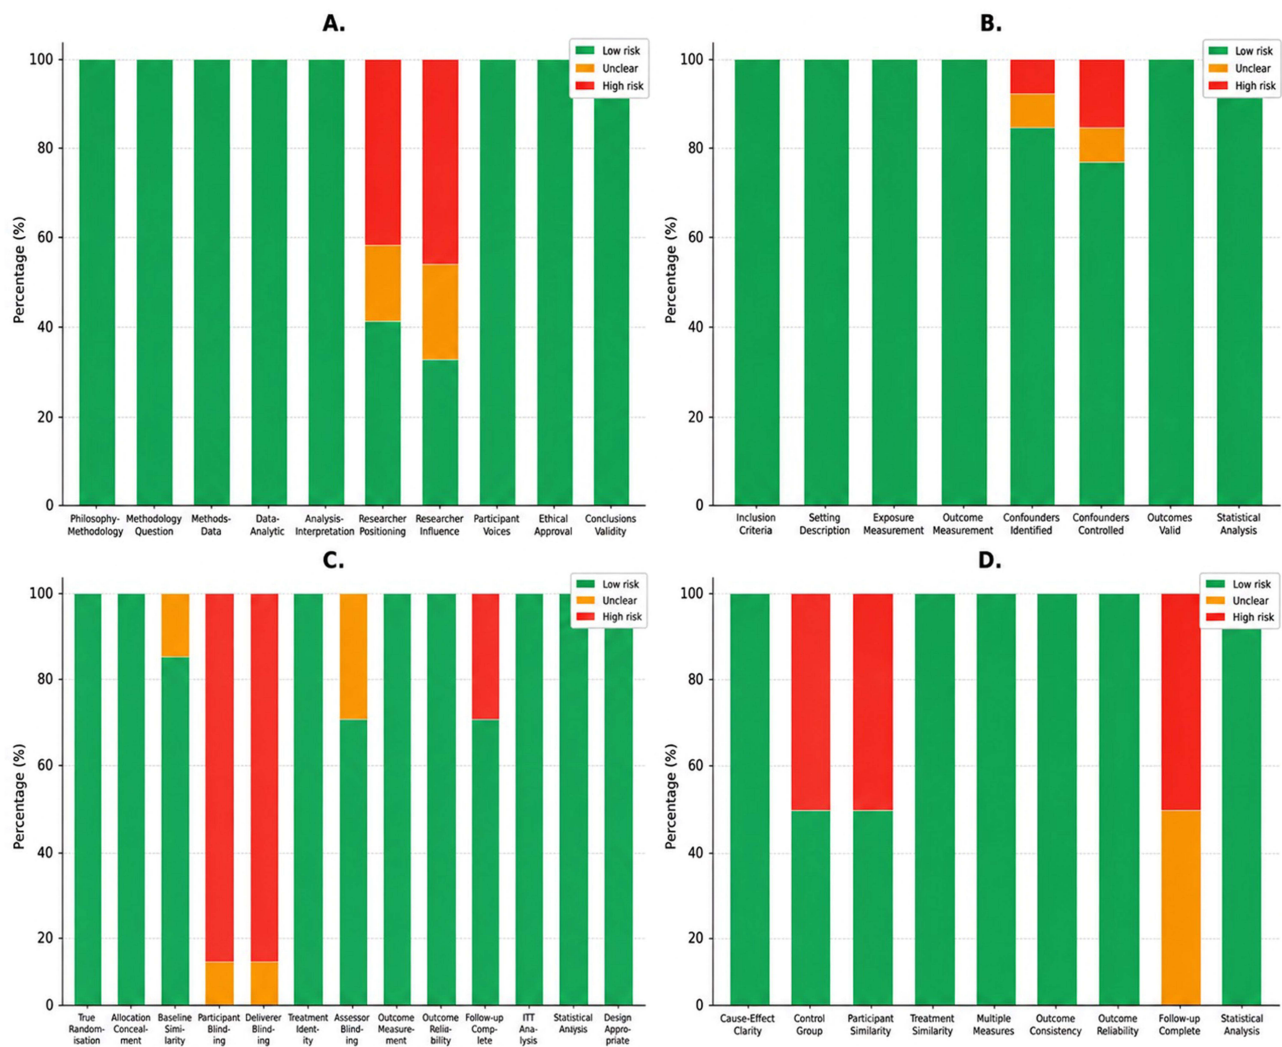 A.
Low risk
Unclear
High risk
100
80
60
40
20
0
Percentage (%)
Philosophy-
Methodology
Methodology
Question
Methods-
Data
Data-
Analytic
Analysis-
Interpretation
Researcher
Positioning
Researcher
Influence
Participant
Voices
Ethical
Approval
Conclusions
Validity
B.
Low risk
Unclear
High risk
100
80
60
40
20
0
Percentage (%)
Inclusion
Criteria
Setting
Description
Exposure
Measurement
Outcome
Measurement
Confounders
Identified
Confounders
Controlled
Outcomes
Valid
Statistical
Analysis
C.
Low risk
Unclear
High risk
100
80
60
40
20
0
Percentage (%)
True
Random-
isation
Allocation
Conceal-
ment
Baseline
Simi-
larity
Participant
Blind-
ing
Deliverer
Blind-
ing
Treatment
Ident-
ity
Assessor
Blind-
ing
Outcome
Measure-
ment
Outcome
Relia-
bility
Follow-up
Comp-
lete
ITT
Ana-
lysis
Statistical
Analysis
Design
Appro-
priate
D.
Low risk
Unclear
High risk
100
80
60
40
20
0
Percentage (%)
Cause-Effect
Clarity
Control
Group
Participant
Similarity
Treatment
Similarity
Multiple
Measures
Outcome
Consistency
Outcome
Reliability
Follow-up
Complete
Statistical
Analysis